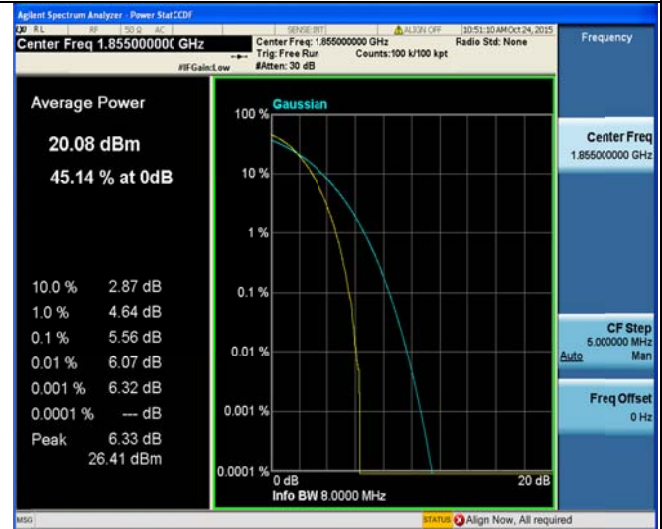 Agilent Spectrum Analyzer - Power Stat CCDF
RL RF 50 Ω AC SENSE:INT ALIGN OFF 10:51:10 AM Oct 24, 2015
Center Freq 1.85500000( GHz
Center Freq: 1.855000000 GHz
Radio Std: None
Trig: Free Run
Counts:100 k/100 kpt
#IFGain:Low
#Atten: 30 dB
Frequency
Average Power
20.08 dBm
45.14 % at 0dB
10.0 % 2.87 dB
1.0 % 4.64 dB
0.1 % 5.56 dB
0.01 % 6.07 dB
0.001 % 6.32 dB
0.0001 % --- dB
Peak 6.33 dB
26.41 dBm
Gaussian
100 %
10 %
1 %
0.1 %
0.01 %
0.001 %
0.0001 %
0 dB
20 dB
Info BW 8.0000 MHz
Center Freq
1.855000000 GHz
CF Step
5.000000 MHz
Auto Man
Freq Offset
0 Hz
MSG
STATUS Align Now, All required